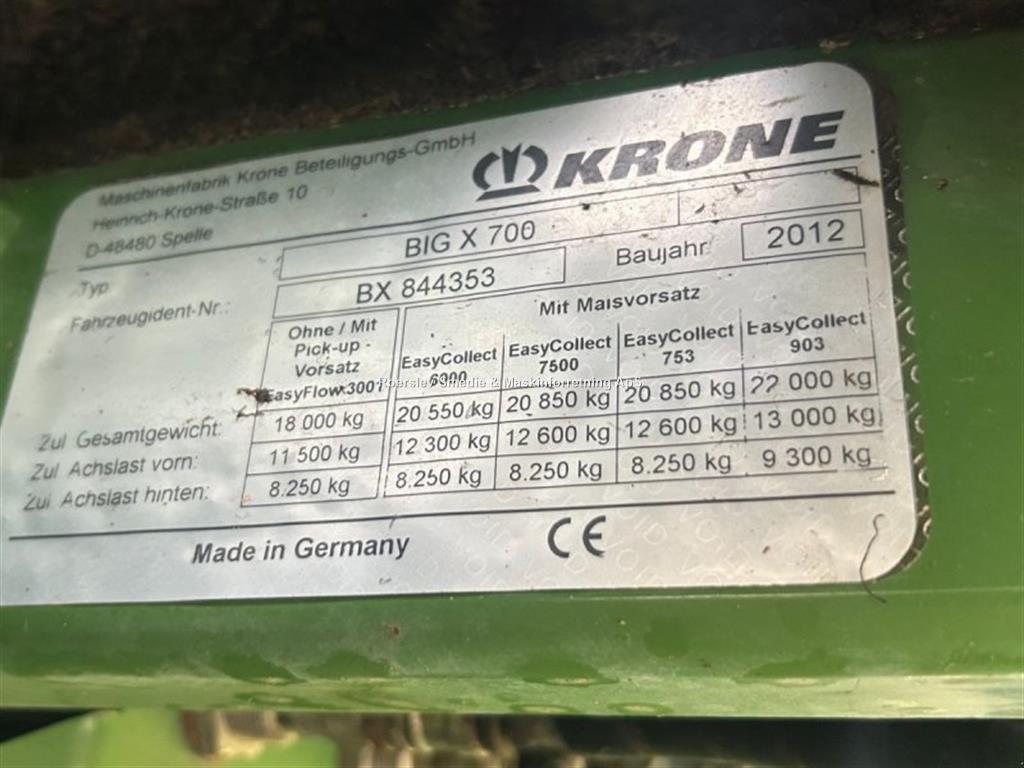 Maschinenfabrik Krone Beteiligungs-GmbH
Heinrich-Krone-Straße 10
D-48480 Spelle
KRONE
Typ BIG X 700
Fahrzeugident-Nr.: BX 844353 Baujahr 2012
Ohne / Mit Pick-up - Vorsatz EasyFlow 3001
Mit Maisvorsatz
EasyCollect 6000 EasyCollect 7500 EasyCollect 753 EasyCollect 903
Roerslev Smedie & Maskinforretning ApS
Zul Gesamtgewicht: 18 000 kg 20 550 kg 20 850 kg 20 850 kg 22 000 kg
Zul Achslast vorn: 11 500 kg 12 300 kg 12 600 kg 12 600 kg 13 000 kg
Zul Achslast hinten: 8.250 kg 8.250 kg 8.250 kg 8.250 kg 9 300 kg
Made in Germany CE
VOID